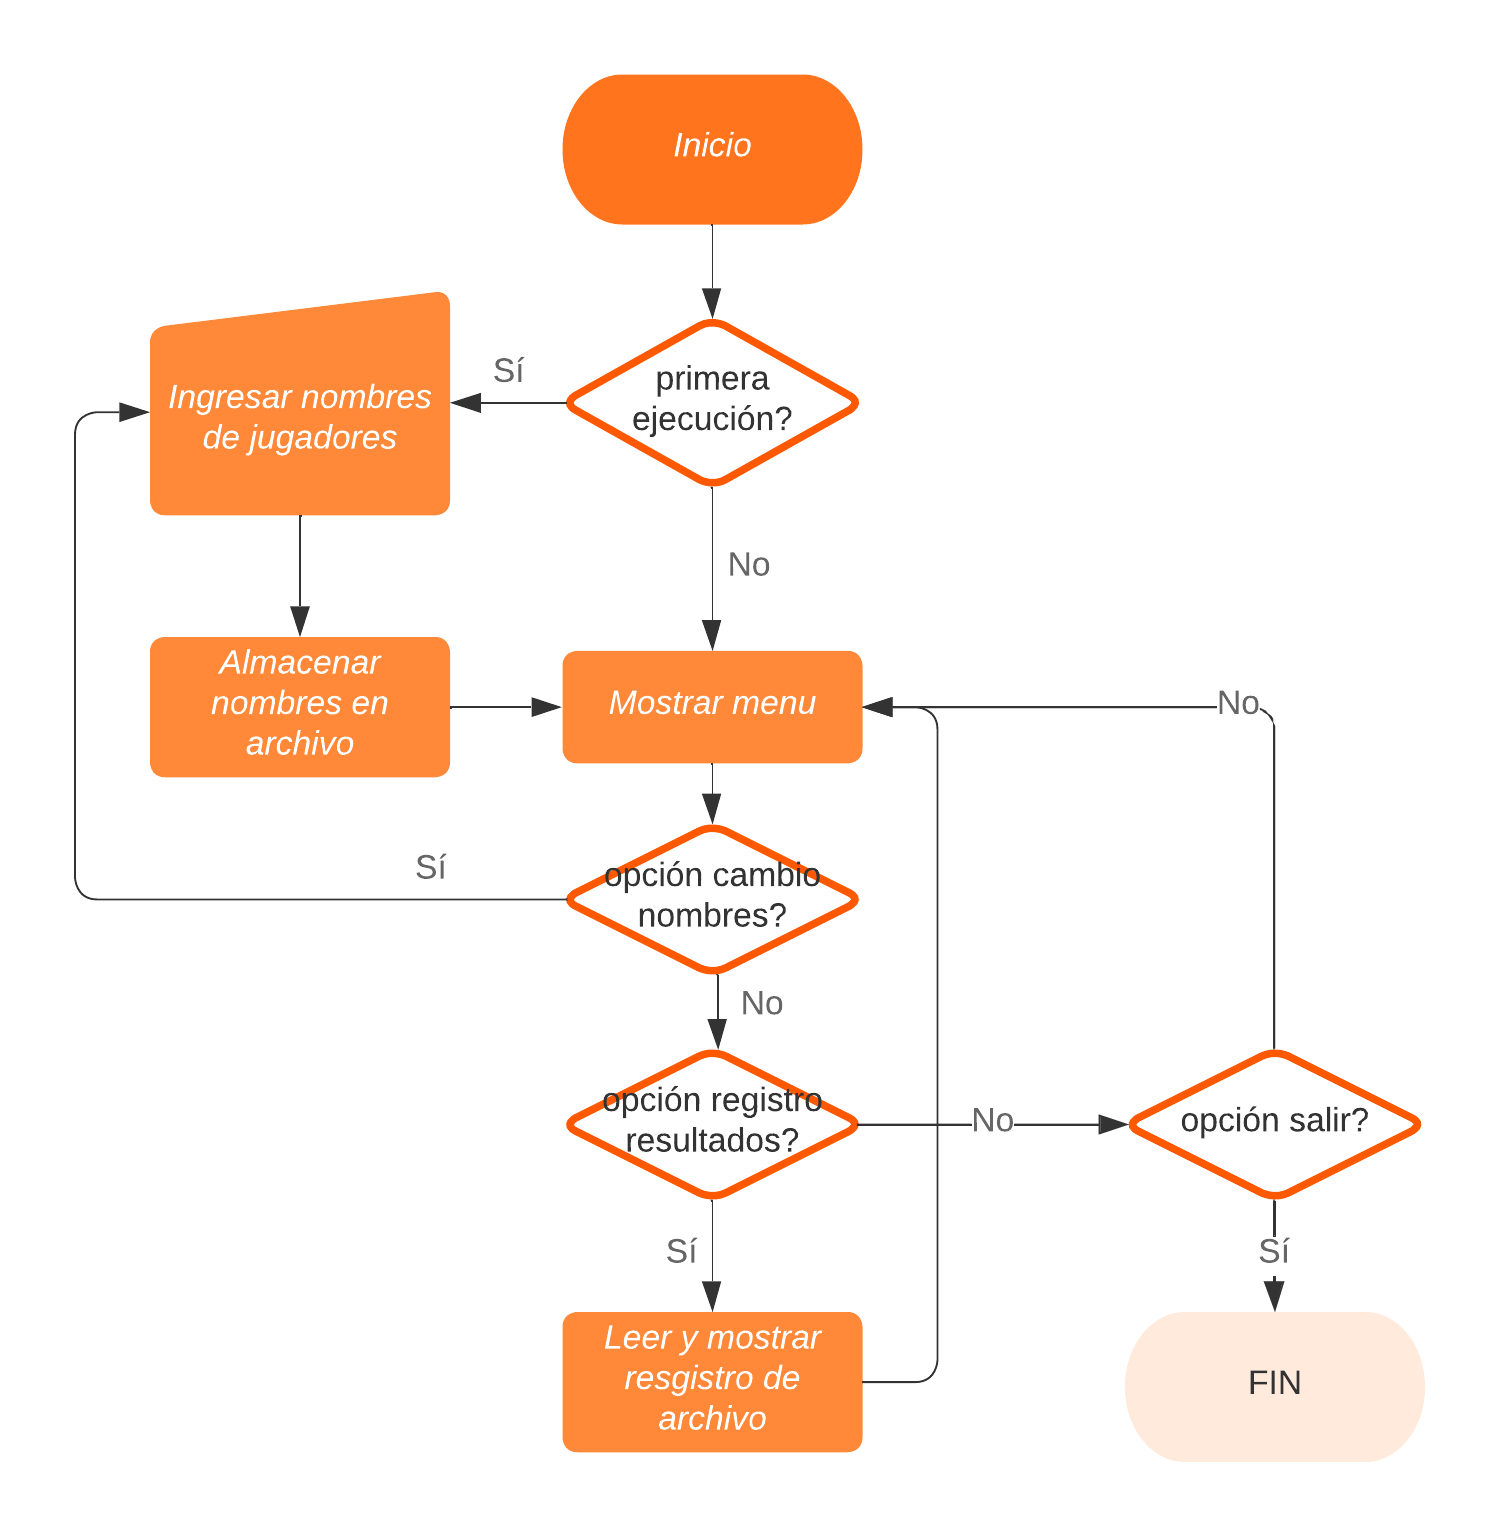 Inicio
primera
ejecución?
Sí
Ingresar nombres
de jugadores
No
Almacenar
nombres en
archivo
Mostrar menu
No
opción cambio
nombres?
Sí
No
opción registro
resultados?
No
opción salir?
Sí
Sí
Leer y mostrar
resgistro de
archivo
FIN